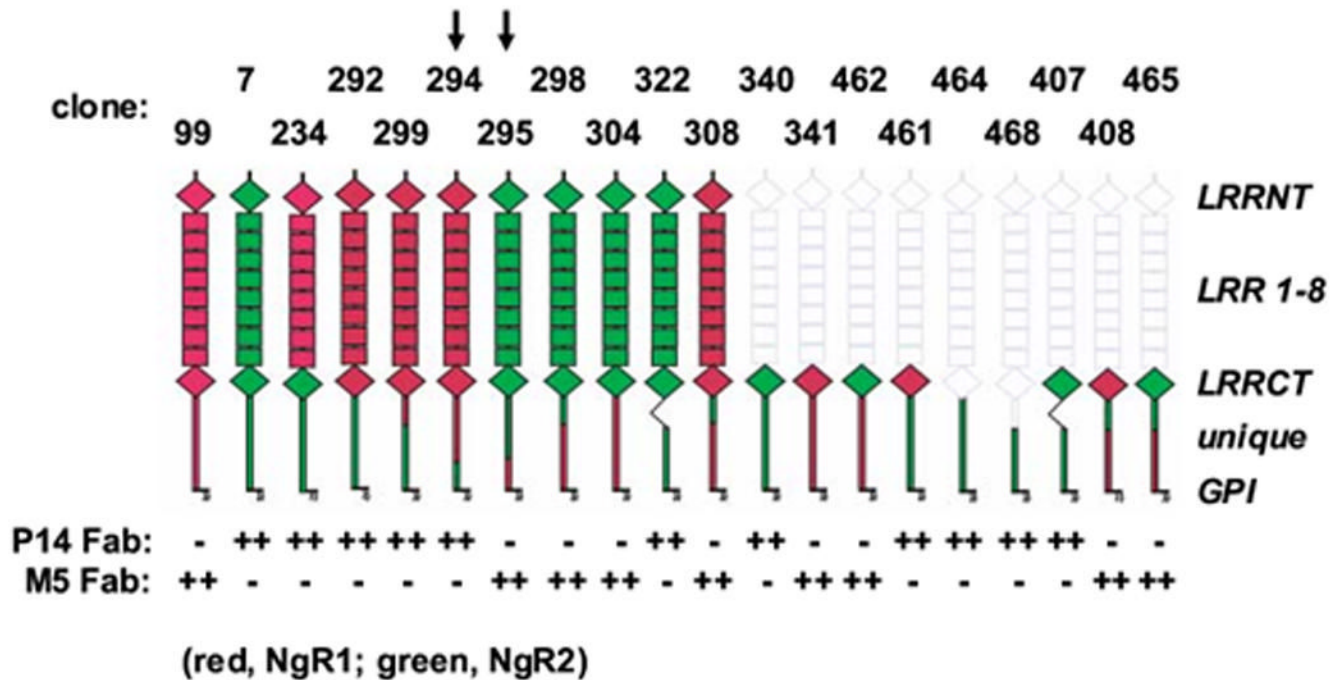 7 292 294 298 322 340 462 464 407 465
clone:
99 234 299 295 304 308 341 461 468 408
LRRNT
LRR 1-8
LRRCT
unique
GPI
P14 Fab: - ++ ++ ++ ++ ++ - - - ++ - ++ - - ++ ++ ++ ++ - -
M5 Fab: ++ - - - - - ++ ++ ++ - ++ - ++ ++ - - - - ++ ++
(red, NgR1; green, NgR2)